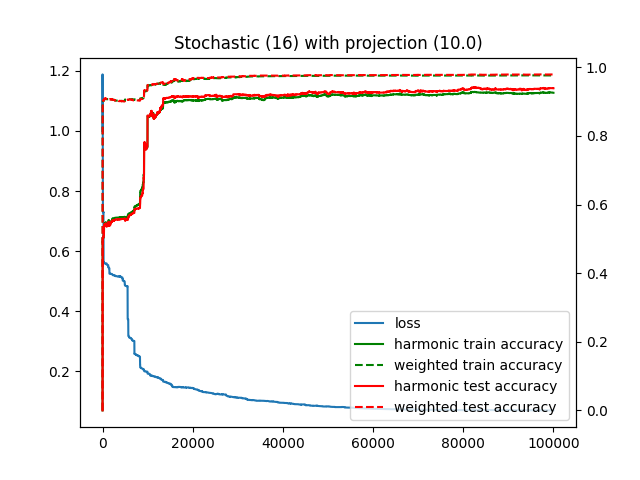 Stochastic (16) with projection (10.0)
1.2
1.0
0.8
0.6
0.4
0.2
1.0
0.8
0.6
0.4
0.2
0.0
loss
harmonic train accuracy
weighted train accuracy
harmonic test accuracy
weighted test accuracy
0 20000 40000 60000 80000 100000